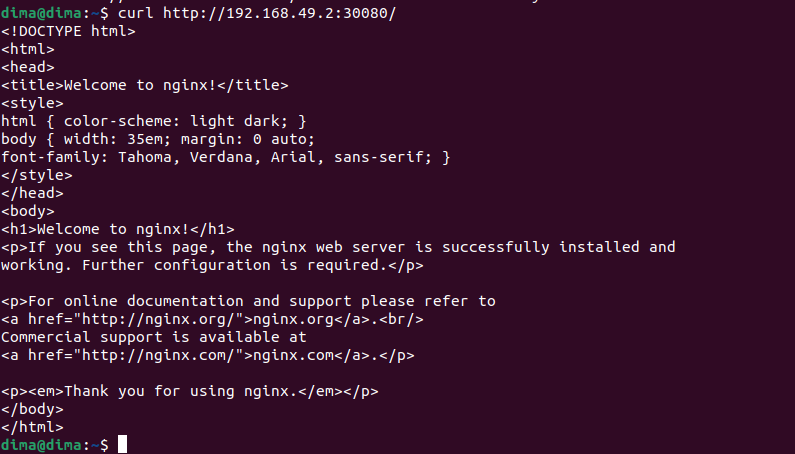 dima@dima:~$ curl http://192.168.49.2:30080/
<!DOCTYPE html>
<html>
<head>
<title>Welcome to nginx!</title>
<style>
html { color-scheme: light dark; }
body { width: 35em; margin: 0 auto;
font-family: Tahoma, Verdana, Arial, sans-serif; }
</style>
</head>
<body>
<h1>Welcome to nginx!</h1>
<p>If you see this page, the nginx web server is successfully installed and
working. Further configuration is required.</p>

<p>For online documentation and support please refer to
<a href="http://nginx.org/">nginx.org</a>.<br/>
Commercial support is available at
<a href="http://nginx.com/">nginx.com</a>.</p>

<p><em>Thank you for using nginx.</em></p>
</body>
</html>
dima@dima:~$